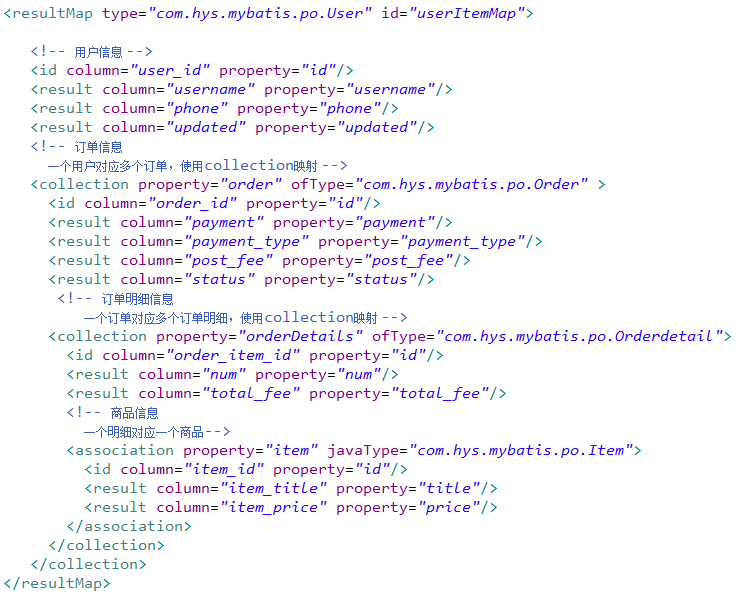 <resultMap type="com.hys.mybatis.po.User" id="userItemMap">
<!-- 用户信息 -->
<id column="user_id" property="id"/>
<result column="username" property="username"/>
<result column="phone" property="phone"/>
<result column="updated" property="updated"/>
<!-- 订单信息
一个用户对应多个订单，使用collection映射 -->
<collection property="order" ofType="com.hys.mybatis.po.Order" >
<id column="order_id" property="id"/>
<result column="payment" property="payment"/>
<result column="payment_type" property="payment_type"/>
<result column="post_fee" property="post_fee"/>
<result column="status" property="status"/>
<!-- 订单明细信息
一个订单对应多个订单明细，使用collection映射 -->
<collection property="orderDetails" ofType="com.hys.mybatis.po.Orderdetail">
<id column="order_item_id" property="id"/>
<result column="num" property="num"/>
<result column="total_fee" property="total_fee"/>
<!-- 商品信息
一个明细对应一个商品-->
<association property="item" javaType="com.hys.mybatis.po.Item">
<id column="item_id" property="id"/>
<result column="item_title" property="title"/>
<result column="item_price" property="price"/>
</association>
</collection>
</collection>
</resultMap>